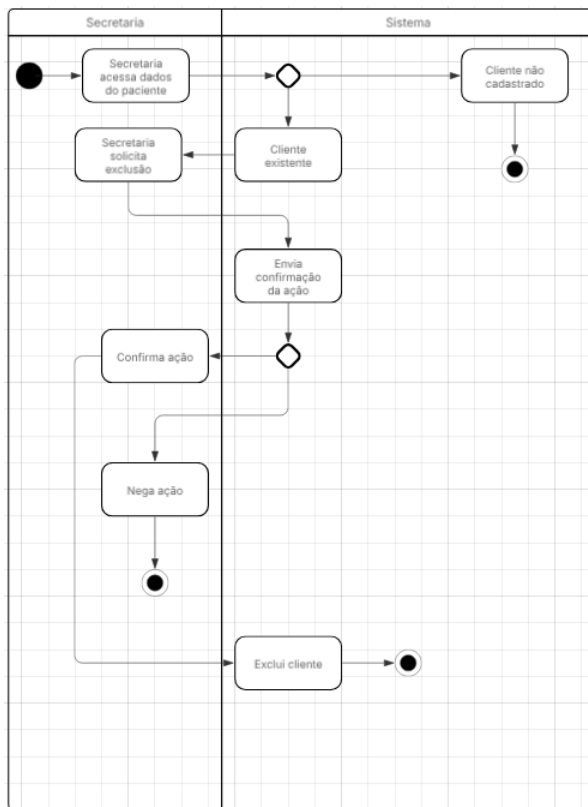 Secretaria
Sistema
Secretaria
acessa dados
do paciente
Cliente não
cadastrado
Secretaria
solicita
exclusão
Cliente
existente
Envia
confirmação
da ação
Confirma ação
Nega ação
Exclui cliente